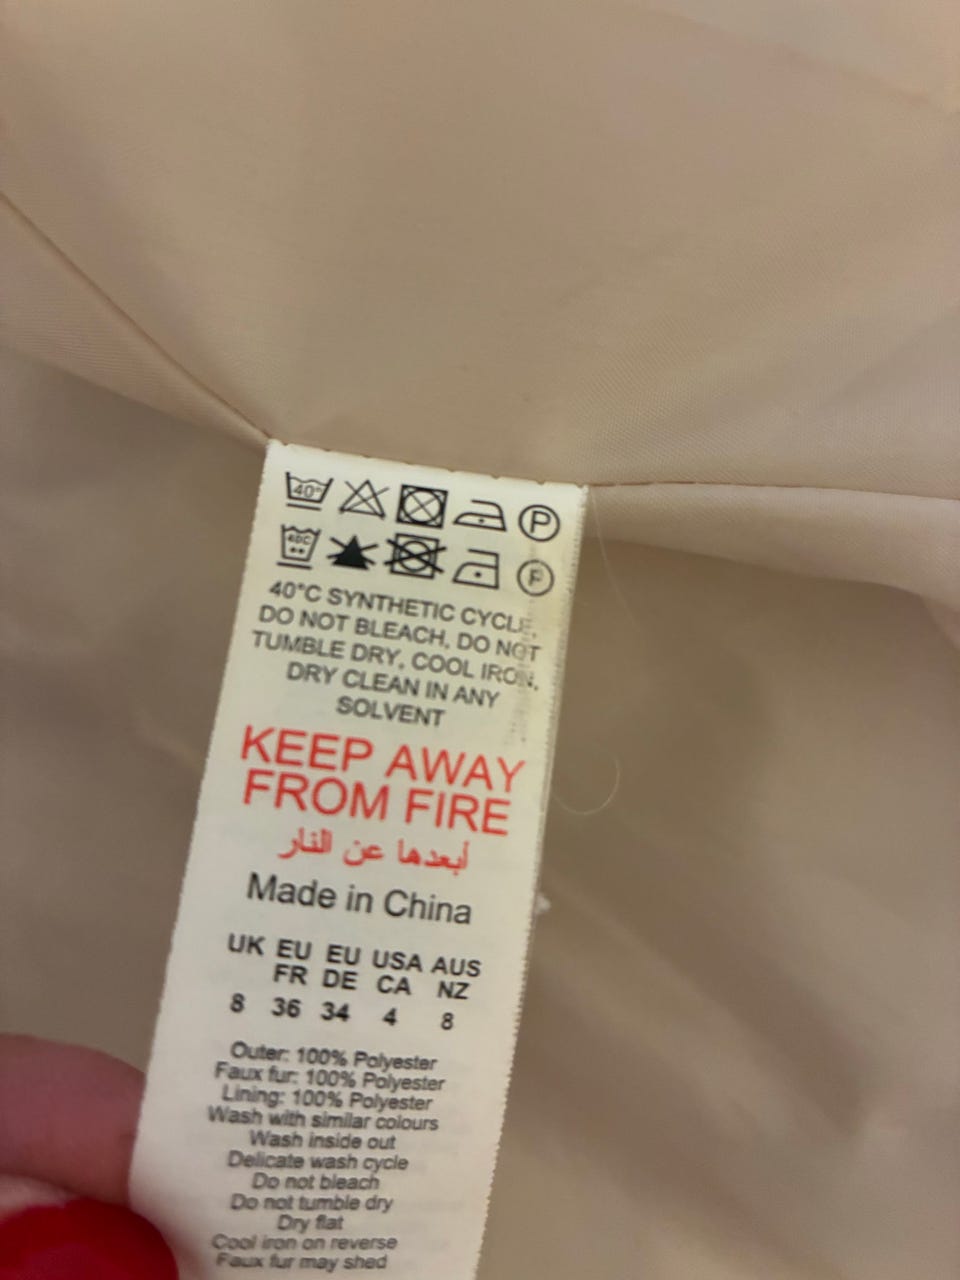 40°
P
40C
F
40°C SYNTHETIC CYCLE,
DO NOT BLEACH, DO NOT
TUMBLE DRY, COOL IRON,
DRY CLEAN IN ANY
SOLVENT
KEEP AWAY
FROM FIRE
أبعدها عن النار
Made in China
UK EU EU USA AUS
FR DE CA NZ
8 36 34 4 8
Outer: 100% Polyester
Faux fur: 100% Polyester
Lining: 100% Polyester
Wash with similar colours
Wash inside out
Delicate wash cycle
Do not bleach
Do not tumble dry
Dry flat
Cool iron on reverse
Faux fur may shed